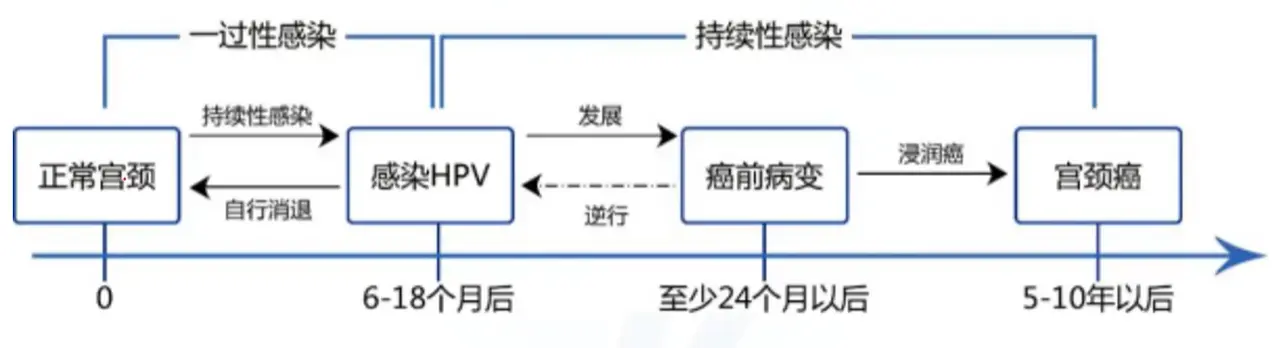 一过性感染
持续性感染
持续性感染
发展
正常宫颈
感染HPV
癌前病变
浸润癌
宫颈癌
自行消退
逆行
0
6-18个月后
至少24个月以后
5-10年以后